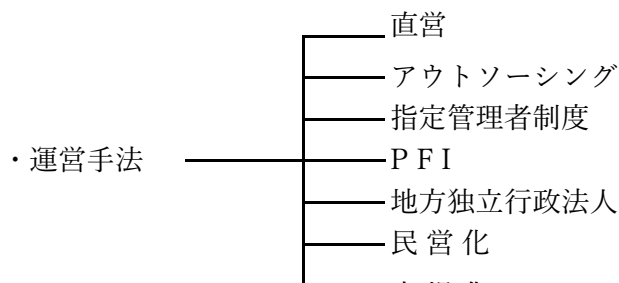 直営
アウトソーシング
指定管理者制度
・運営手法
ＰＦＩ
地方独立行政法人
民 営 化